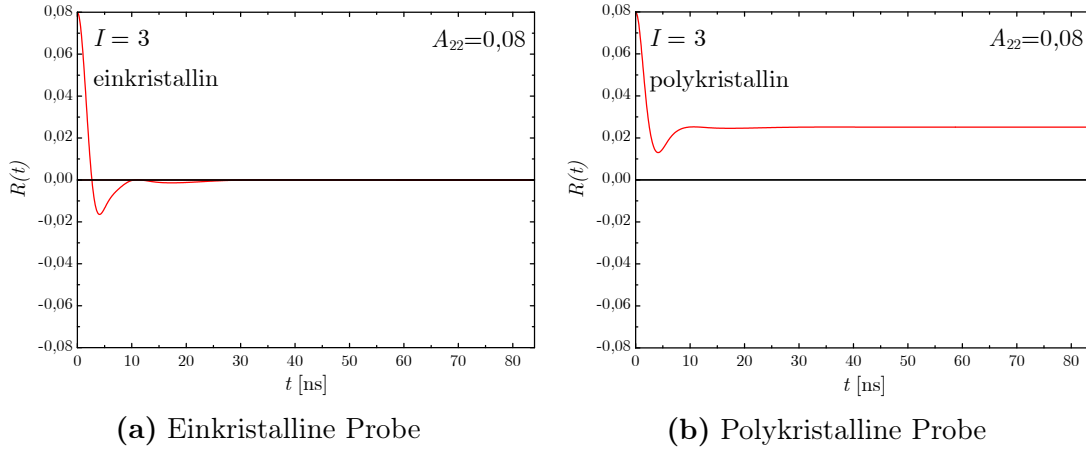 0,08
0,06
0,04
0,02
0,00
-0,02
-0,04
-0,06
-0,08
R(t)
I = 3
A₂₂=0,08
einkristallin
0 10 20 30 40 50 60 70 80
t [ns]
(a) Einkristalline Probe
0,08
0,06
0,04
0,02
0,00
-0,02
-0,04
-0,06
-0,08
R(t)
I = 3
A₂₂=0,08
polykristallin
0 10 20 30 40 50 60 70 80
t [ns]
(b) Polykristalline Probe